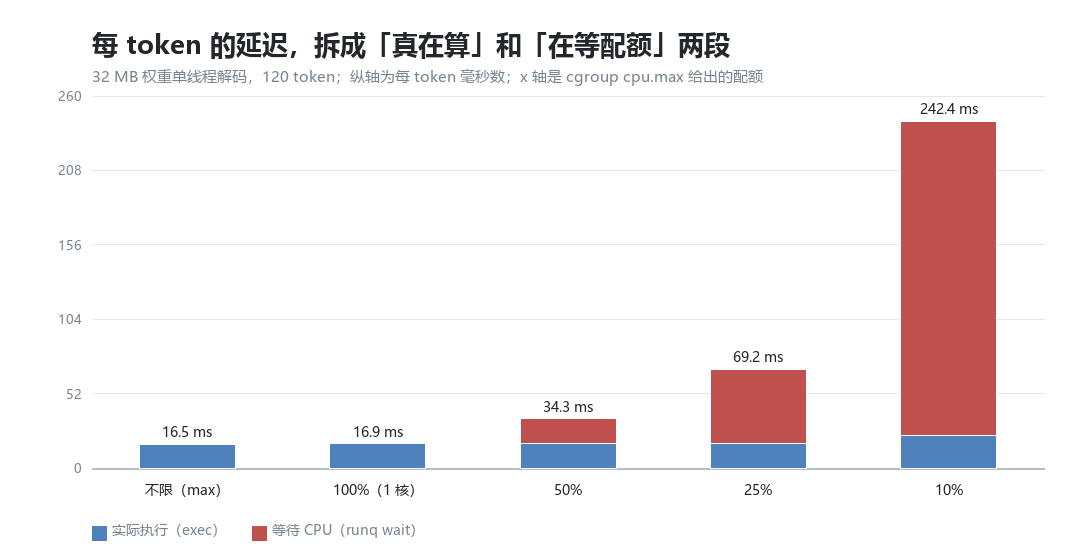 每 token 的延迟，拆成「真在算」和「在等配额」两段
32 MB 权重单线程解码，120 token；纵轴为每 token 毫秒数；x 轴是 cgroup cpu.max 给出的配额
260
208
156
104
52
0
16.5 ms
16.9 ms
34.3 ms
69.2 ms
242.4 ms
不限（max）
100%（1 核）
50%
25%
10%
实际执行（exec）
等待 CPU（runq wait）